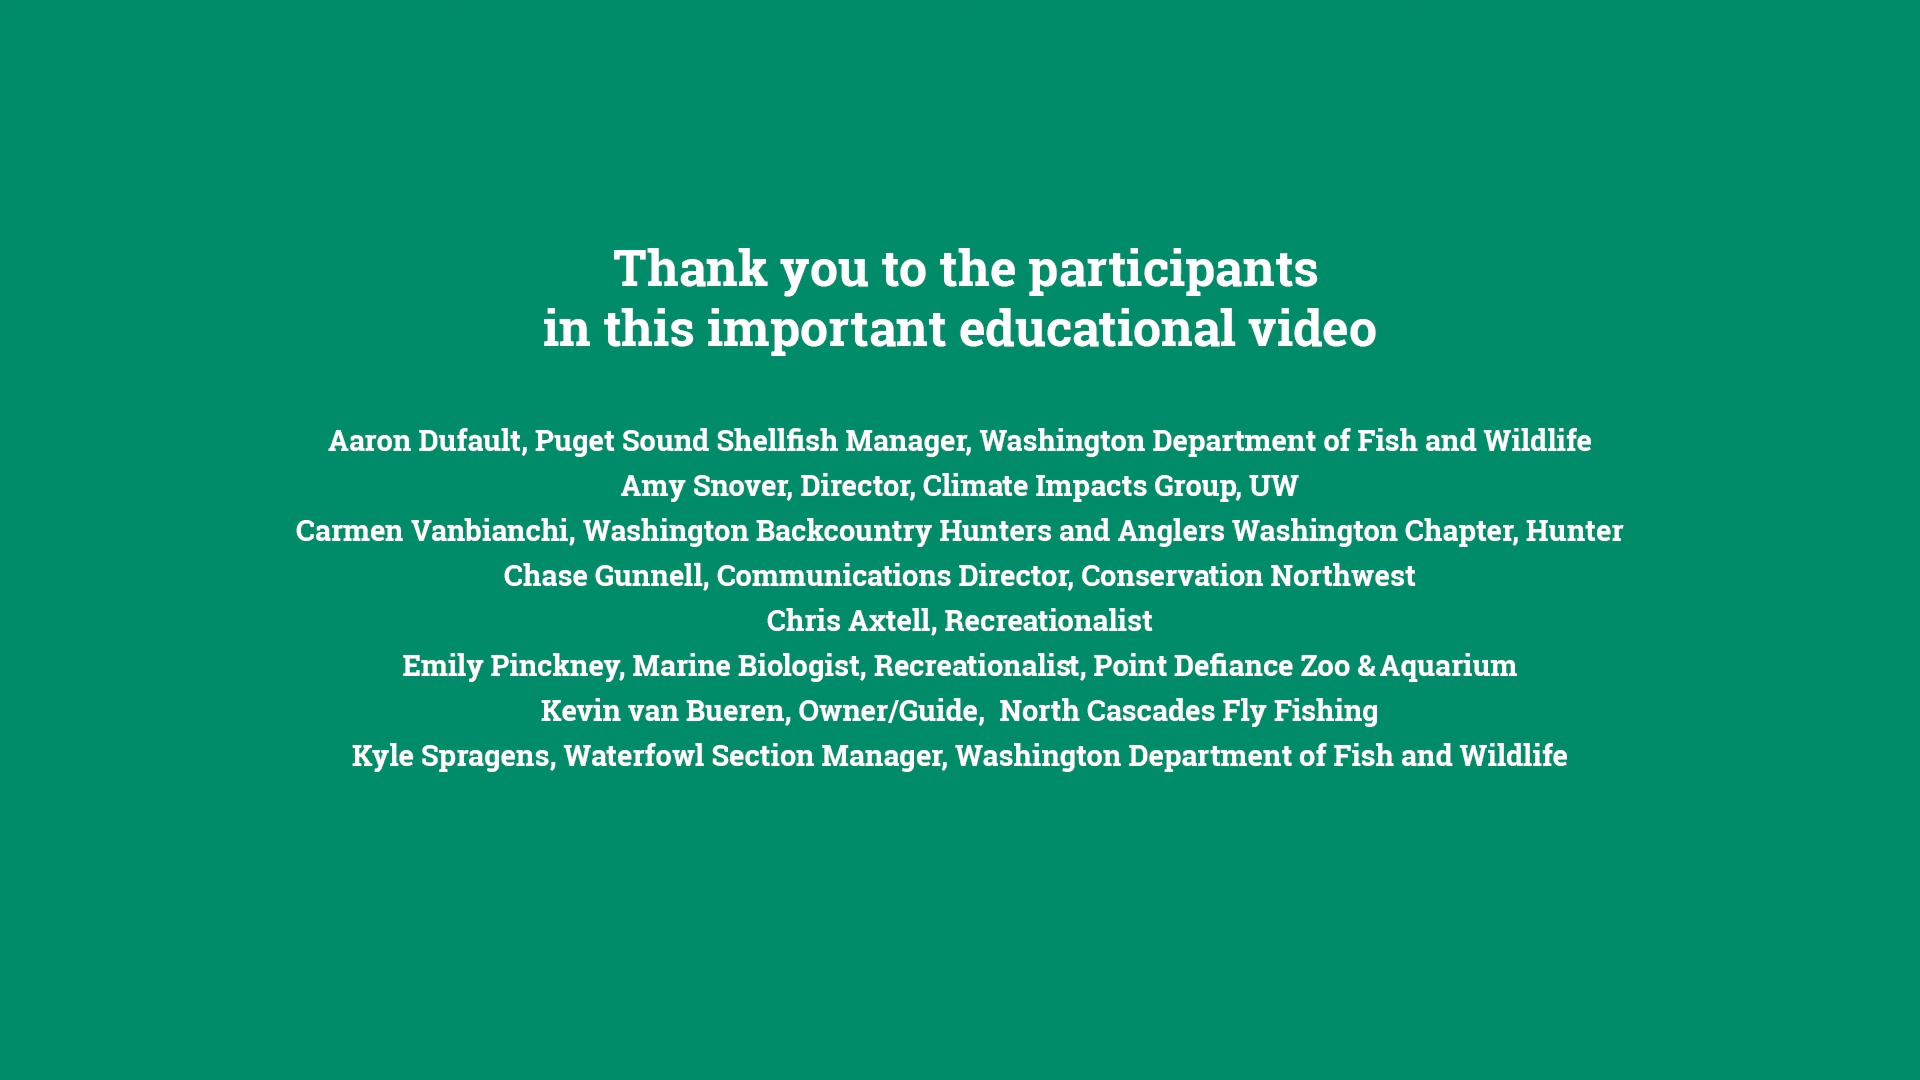 Thank you to the participants
in this important educational video
Aaron Dufault, Puget Sound Shellfish Manager, Washington Department of Fish and Wildlife
Amy Snover, Director, Climate Impacts Group, UW
Carmen Vanbianchi, Washington Backcountry Hunters and Anglers Washington Chapter, Hunter
Chase Gunnell, Communications Director, Conservation Northwest
Chris Axtell, Recreationalist
Emily Pinckney, Marine Biologist, Recreationalist, Point Defiance Zoo & Aquarium
Kevin van Bueren, Owner/Guide,  North Cascades Fly Fishing
Kyle Spragens, Waterfowl Section Manager, Washington Department of Fish and Wildlife